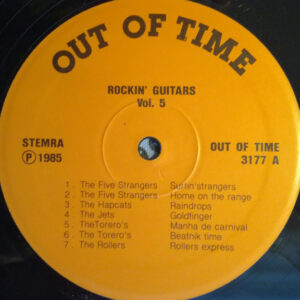 OUT OF TIME
ROCKIN' GUITARS
Vol. 5
STEMRA
Ⓟ 1985
OUT OF TIME
3177 A
1. The Five Strangers Surfin'strangers
2. The Five Strangers Home on the range
3. The Hapcats Raindrops
4. The Jets Goldfinger
5. TheTorero's Manha de carnival
6. The Torero's Beatnik time
7. The Rollers Rollers express